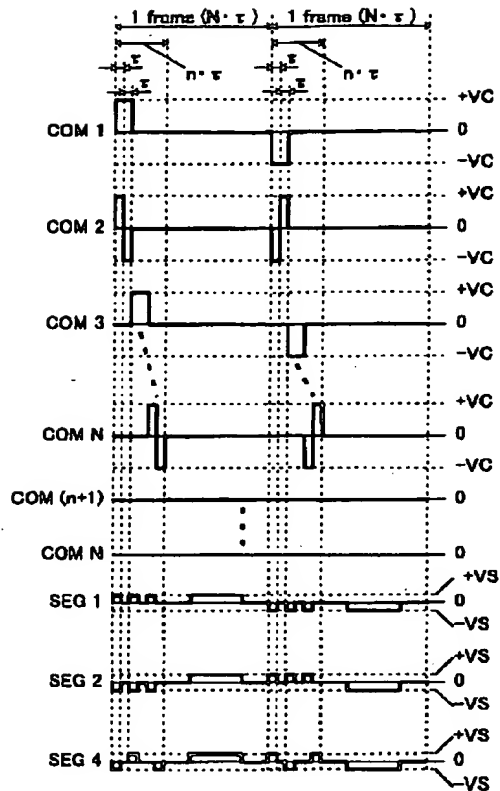 1 frame (N· τ) 1 frame (N· τ)
τ n· τ τ
τ τ
+VC
COM 1 0
−VC
+VC
COM 2 0
−VC
+VC
COM 3 0
−VC
+VC
COM N 0
−VC
COM (n+1) 0
COM N 0
+VS
SEG 1 0
−VS
+VS
SEG 2 0
−VS
+VS
SEG 4 0
−VS